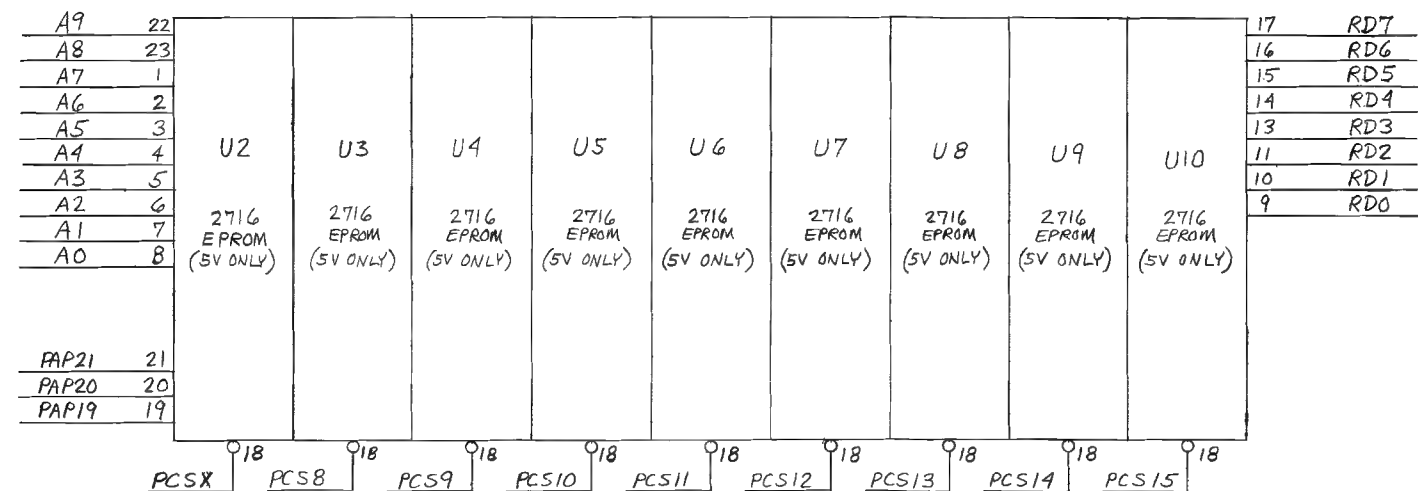 A9 22
A8 23
A7 1
A6 2
A5 3
A4 4
A3 5
A2 6
A1 7
A0 8
PAP21 21
PAP20 20
PAP19 19
U2
2716
EPROM
(5V ONLY)
U3
2716
EPROM
(5V ONLY)
U4
2716
EPROM
(5V ONLY)
U5
2716
EPROM
(5V ONLY)
U6
2716
EPROM
(5V ONLY)
U7
2716
EPROM
(5V ONLY)
U8
2716
EPROM
(5V ONLY)
U9
2716
EPROM
(5V ONLY)
U10
2716
EPROM
(5V ONLY)
17 RD7
16 RD6
15 RD5
14 RD4
13 RD3
11 RD2
10 RD1
9 RD0
18 18 18 18 18 18 18 18 18
PCSX PCS8 PCS9 PCS10 PCS11 PCS12 PCS13 PCS14 PCS15